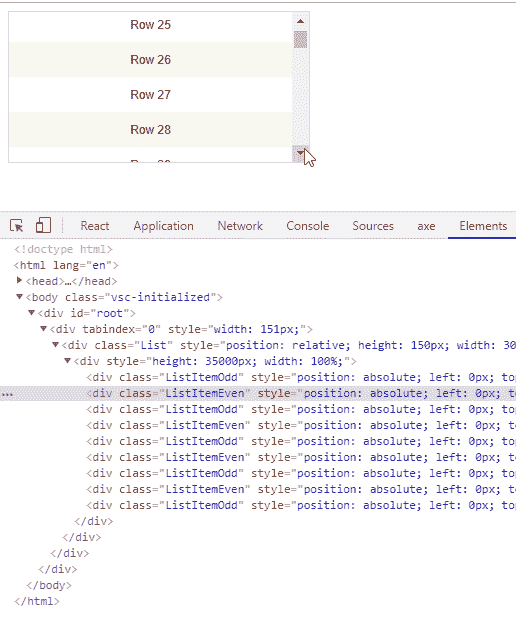 Row 25
Row 26
Row 27
Row 28
React Application Network Console Sources axe Elements
<!doctype html>
<html lang="en">
<head>…</head>
<body class="vsc-initialized">
<div id="root">
<div tabindex="0" style="width: 151px;">
<div class="List" style="position: relative; height: 150px; width: 30
<div style="height: 35000px; width: 100%;">
<div class="ListItemOdd" style="position: absolute; left: 0px; top
... <div class="ListItemEven" style="position: absolute; left: 0px; to
<div class="ListItemOdd" style="position: absolute; left: 0px; top
<div class="ListItemEven" style="position: absolute; left: 0px; to
<div class="ListItemOdd" style="position: absolute; left: 0px; top
<div class="ListItemEven" style="position: absolute; left: 0px; to
<div class="ListItemOdd" style="position: absolute; left: 0px; top
<div class="ListItemEven" style="position: absolute; left: 0px; to
<div class="ListItemOdd" style="position: absolute; left: 0px; top
</div>
</div>
</div>
</div>
</body>
</html>